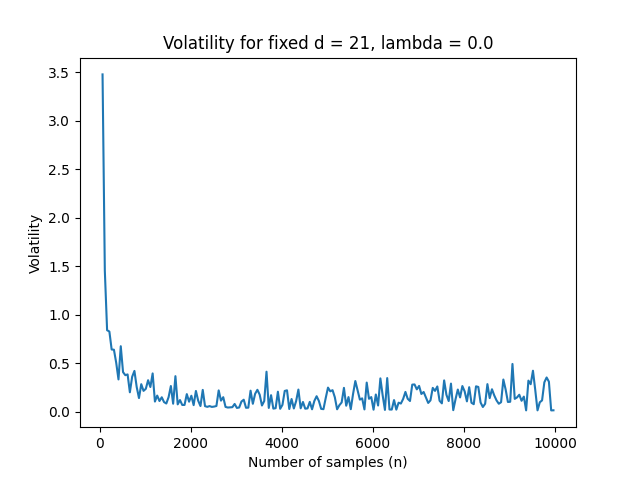 Volatility for fixed d = 21, lambda = 0.0
Volatility
3.5
3.0
2.5
2.0
1.5
1.0
0.5
0.0
0 2000 4000 6000 8000 10000
Number of samples (n)